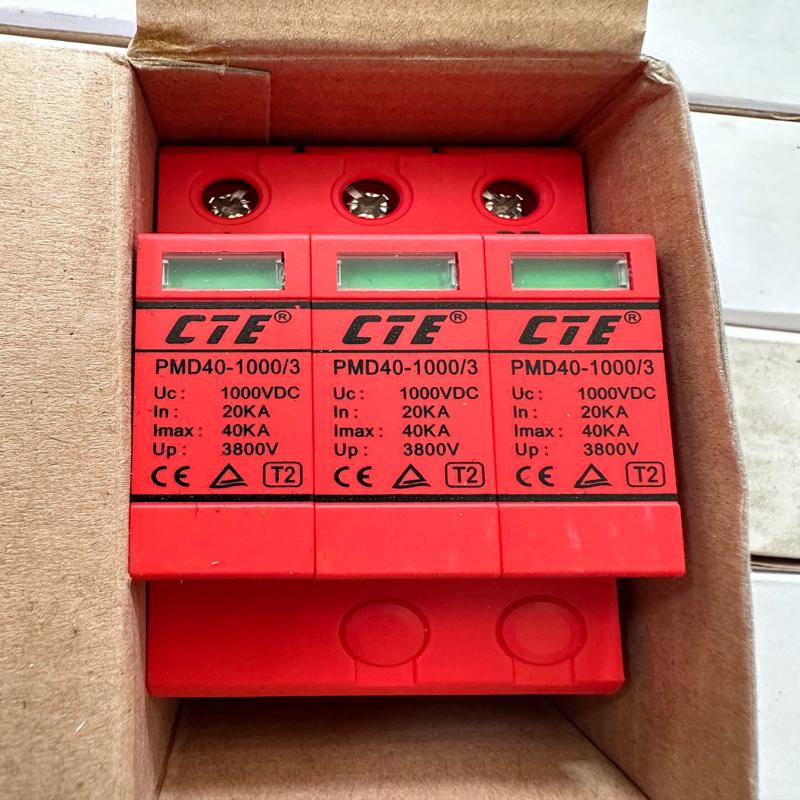 CTE®
PMD40-1000/3
Uc: 1000VDC
In: 20KA
Imax: 40KA
Up: 3800V
CE T2
CTE®
PMD40-1000/3
Uc: 1000VDC
In: 20KA
Imax: 40KA
Up: 3800V
CE T2
CTE®
PMD40-1000/3
Uc: 1000VDC
In: 20KA
Imax: 40KA
Up: 3800V
CE T2